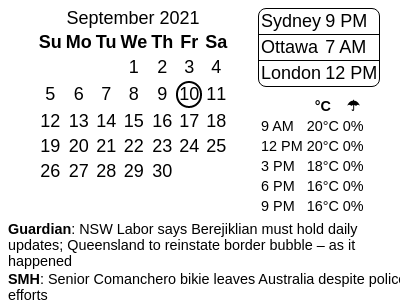 September 2021
Su Mo Tu We Th Fr Sa
1 2 3 4
5 6 7 8 9 10 11
12 13 14 15 16 17 18
19 20 21 22 23 24 25
26 27 28 29 30
Sydney 9 PM
Ottawa 7 AM
London 12 PM
°C ☂
9 AM 20°C 0%
12 PM 20°C 0%
3 PM 18°C 0%
6 PM 16°C 0%
9 PM 16°C 0%
Guardian: NSW Labor says Berejiklian must hold daily
updates; Queensland to reinstate border bubble – as it
happened
SMH: Senior Comanchero bikie leaves Australia despite police
efforts